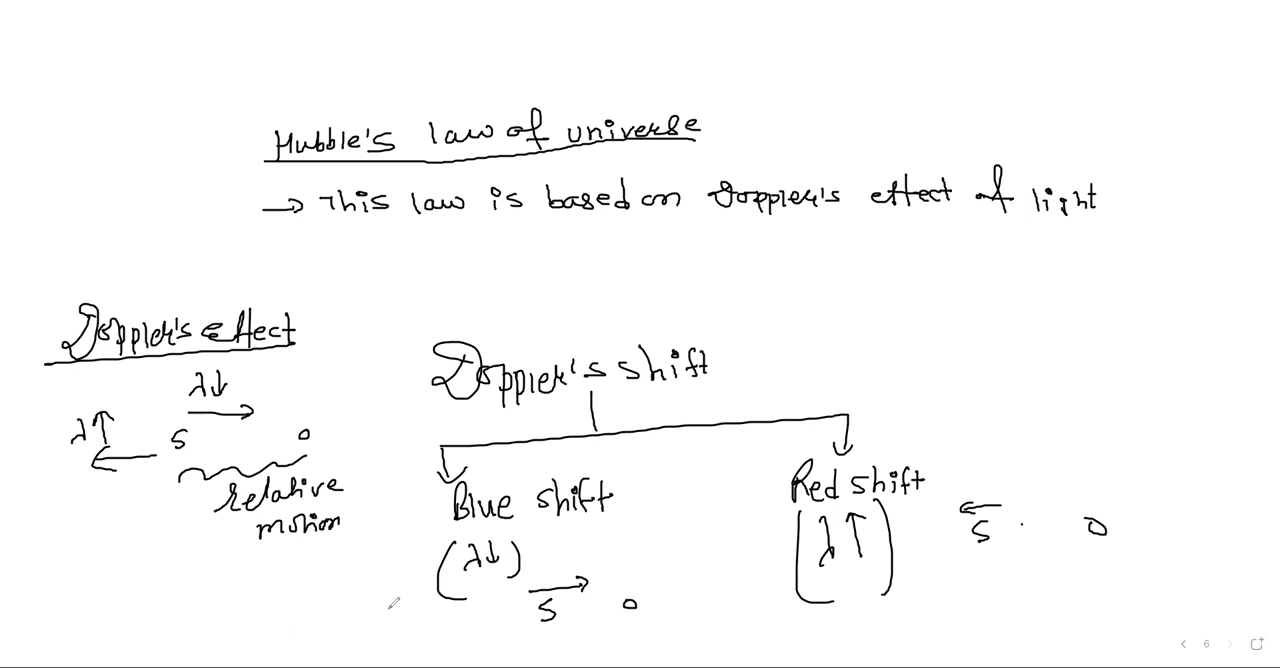 Hubble's law of universe
→ This law is based on Doppler's effect of light
Doppler's effect
λ↓
λ↑
S O
relative
motion
Doppler's shift
Blue shift
(λ↓)
S O
Red shift
(λ↑)
S . O
6